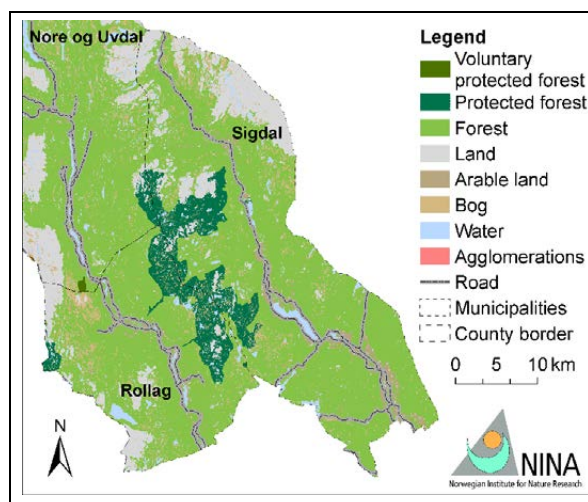 Nore og Uvdal
Sigdal
Rollag
N
Legend
Voluntary
protected forest
Protected forest
Forest
Land
Arable land
Bog
Water
Agglomerations
Road
Municipalities
County border
0 5 10 km
NINA
Norwegian Institute for Nature Research